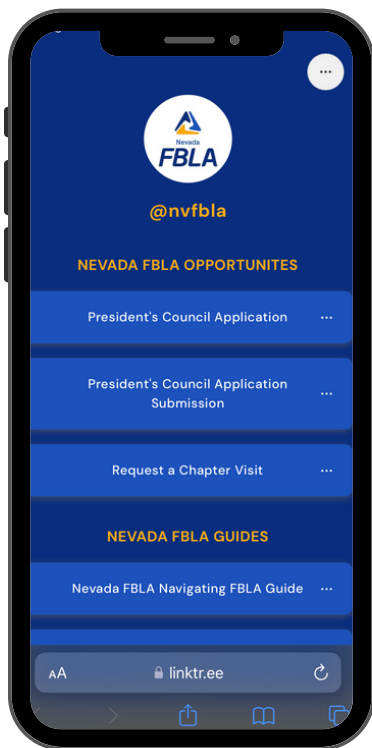 ...
Nevada
FBLA
@nvfbla
NEVADA FBLA OPPORTUNITES
President's Council Application ...
President's Council Application
Submission ...
Request a Chapter Visit ...
NEVADA FBLA GUIDES
Nevada FBLA Navigating FBLA Guide ...
AA linktr.ee